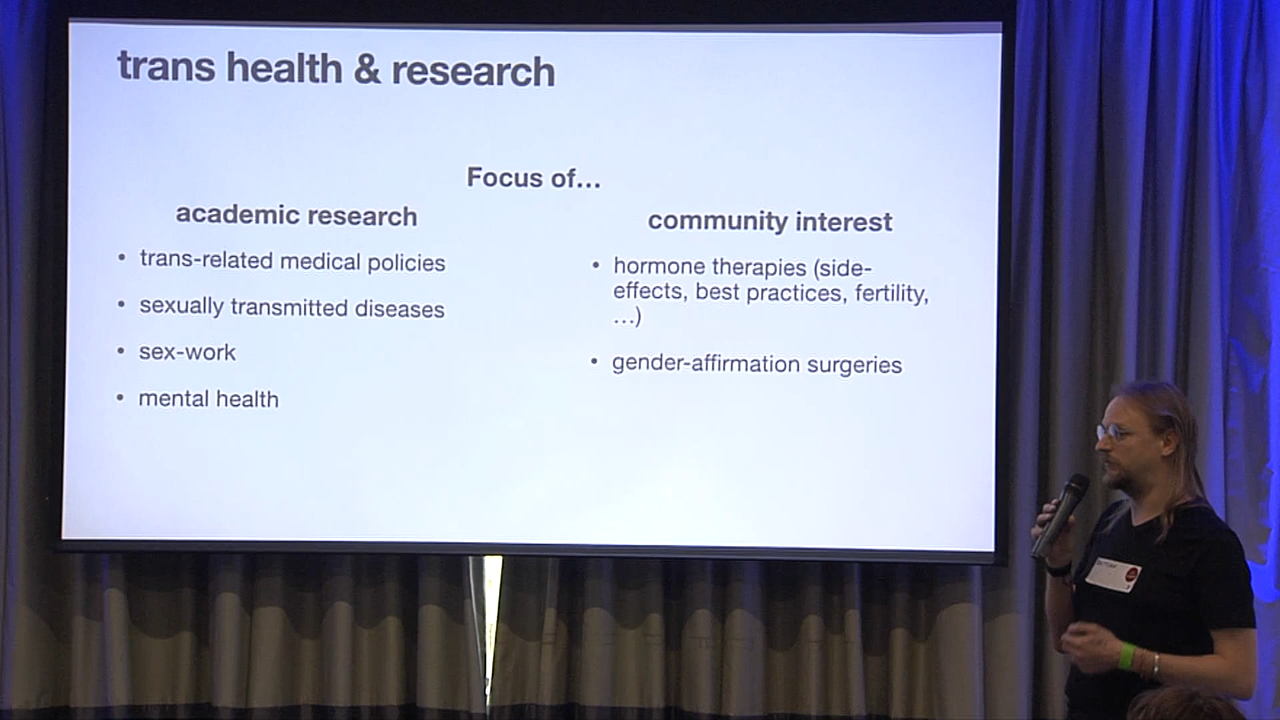 trans health & research
Focus of...
academic research
• trans-related medical policies
• sexually transmitted diseases
• sex-work
• mental health
community interest
• hormone therapies (side-
effects, best practices, fertility,
...)
• gender-affirmation surgeries